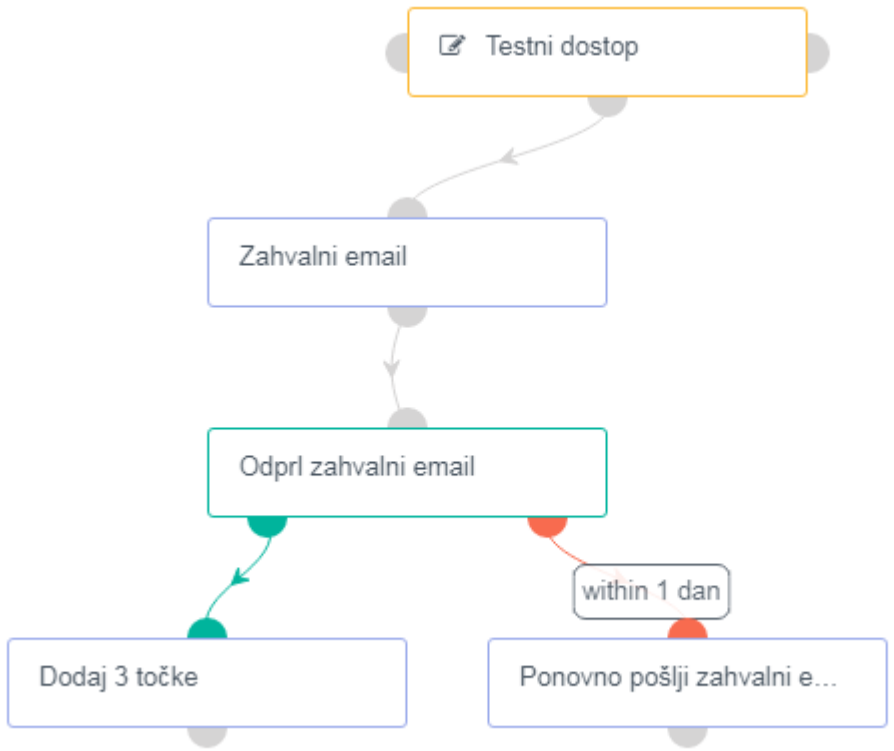 Testni dostop
Zahvalni email
Odprl zahvalni email
within 1 dan
Dodaj 3 točke
Ponovno pošlji zahvalni e...